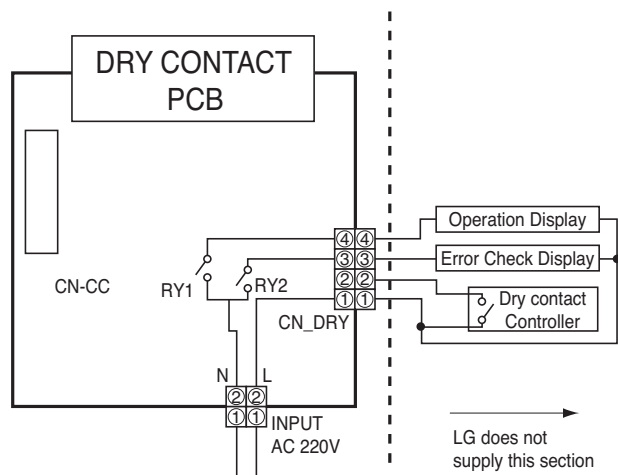 DRY CONTACT
PCB
CN-CC
RY1
RY2
④④
③③
②②
①①
CN_DRY
N
L
②②
①①
INPUT
AC 220V
Operation Display
Error Check Display
Dry contact
Controller
LG does not
supply this section